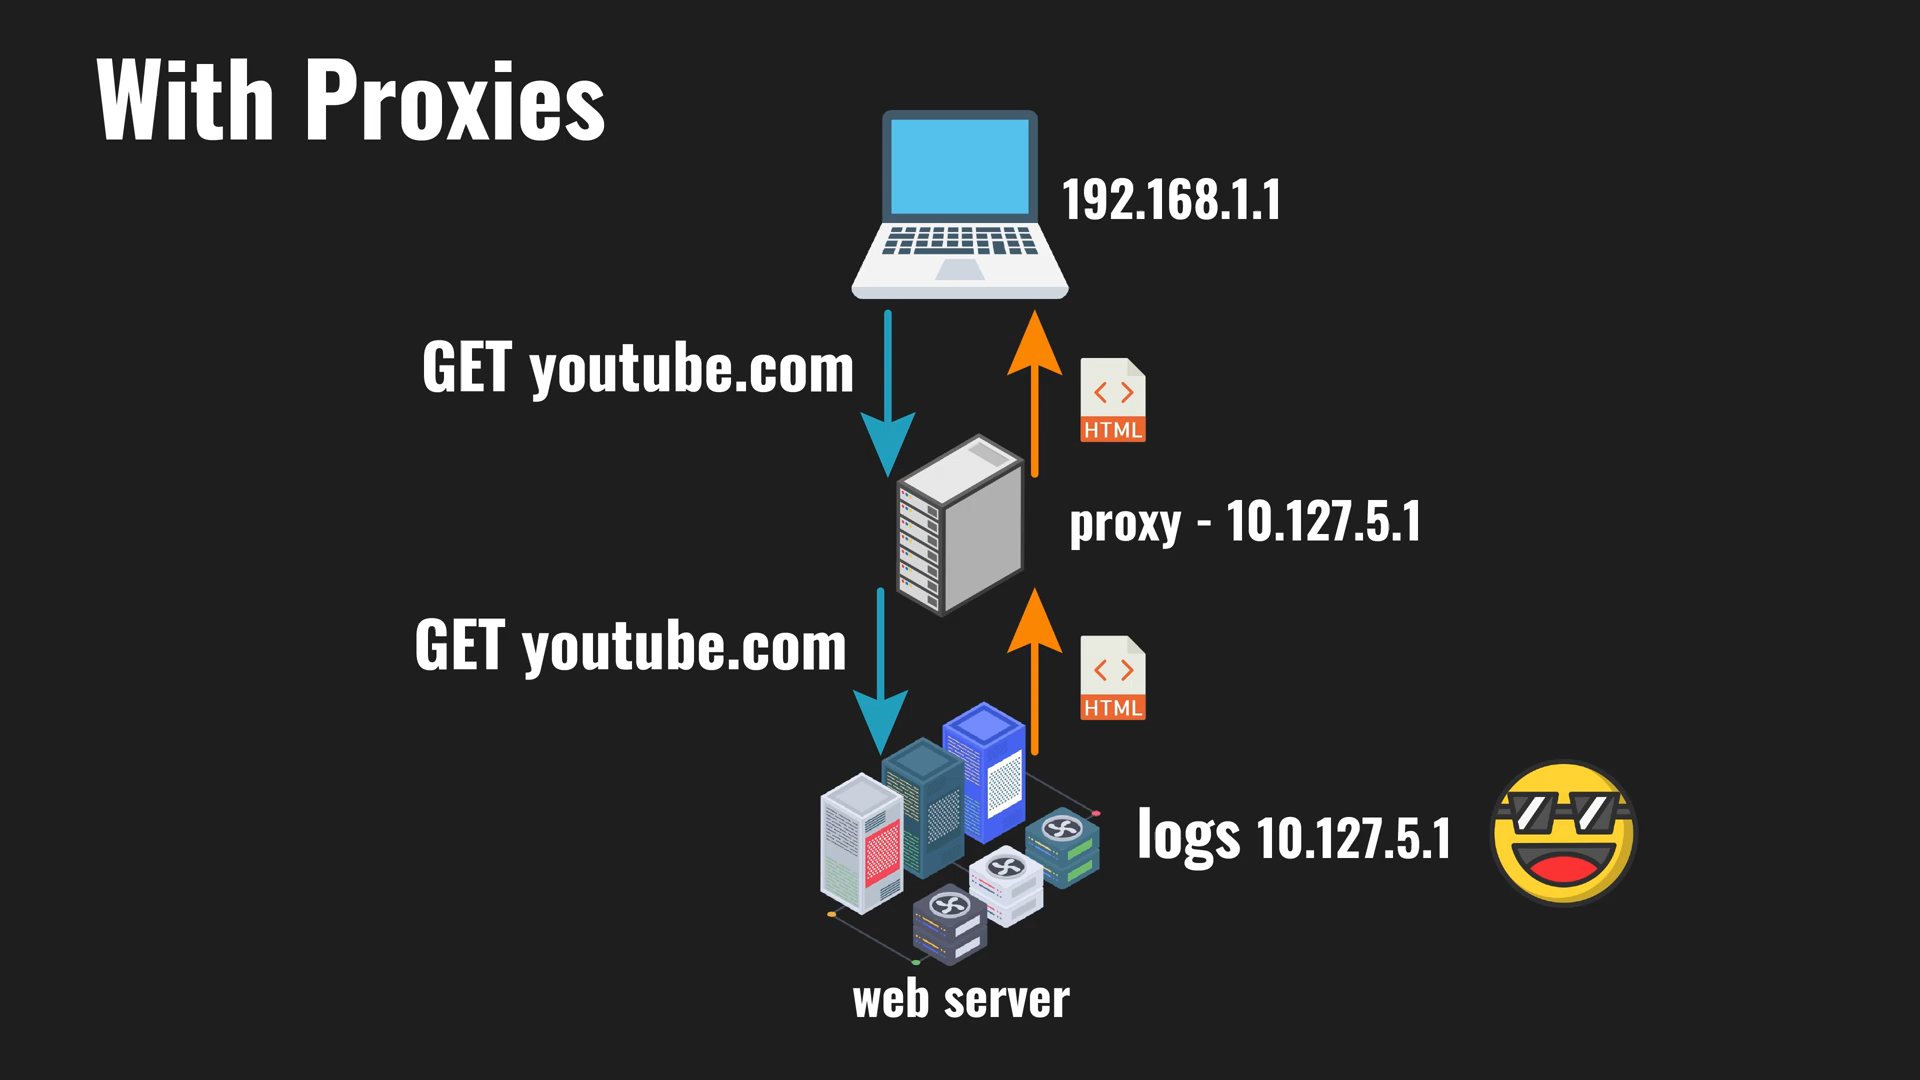 With Proxies
192.168.1.1
GET youtube.com
HTML
proxy - 10.127.5.1
GET youtube.com
HTML
logs 10.127.5.1
web server